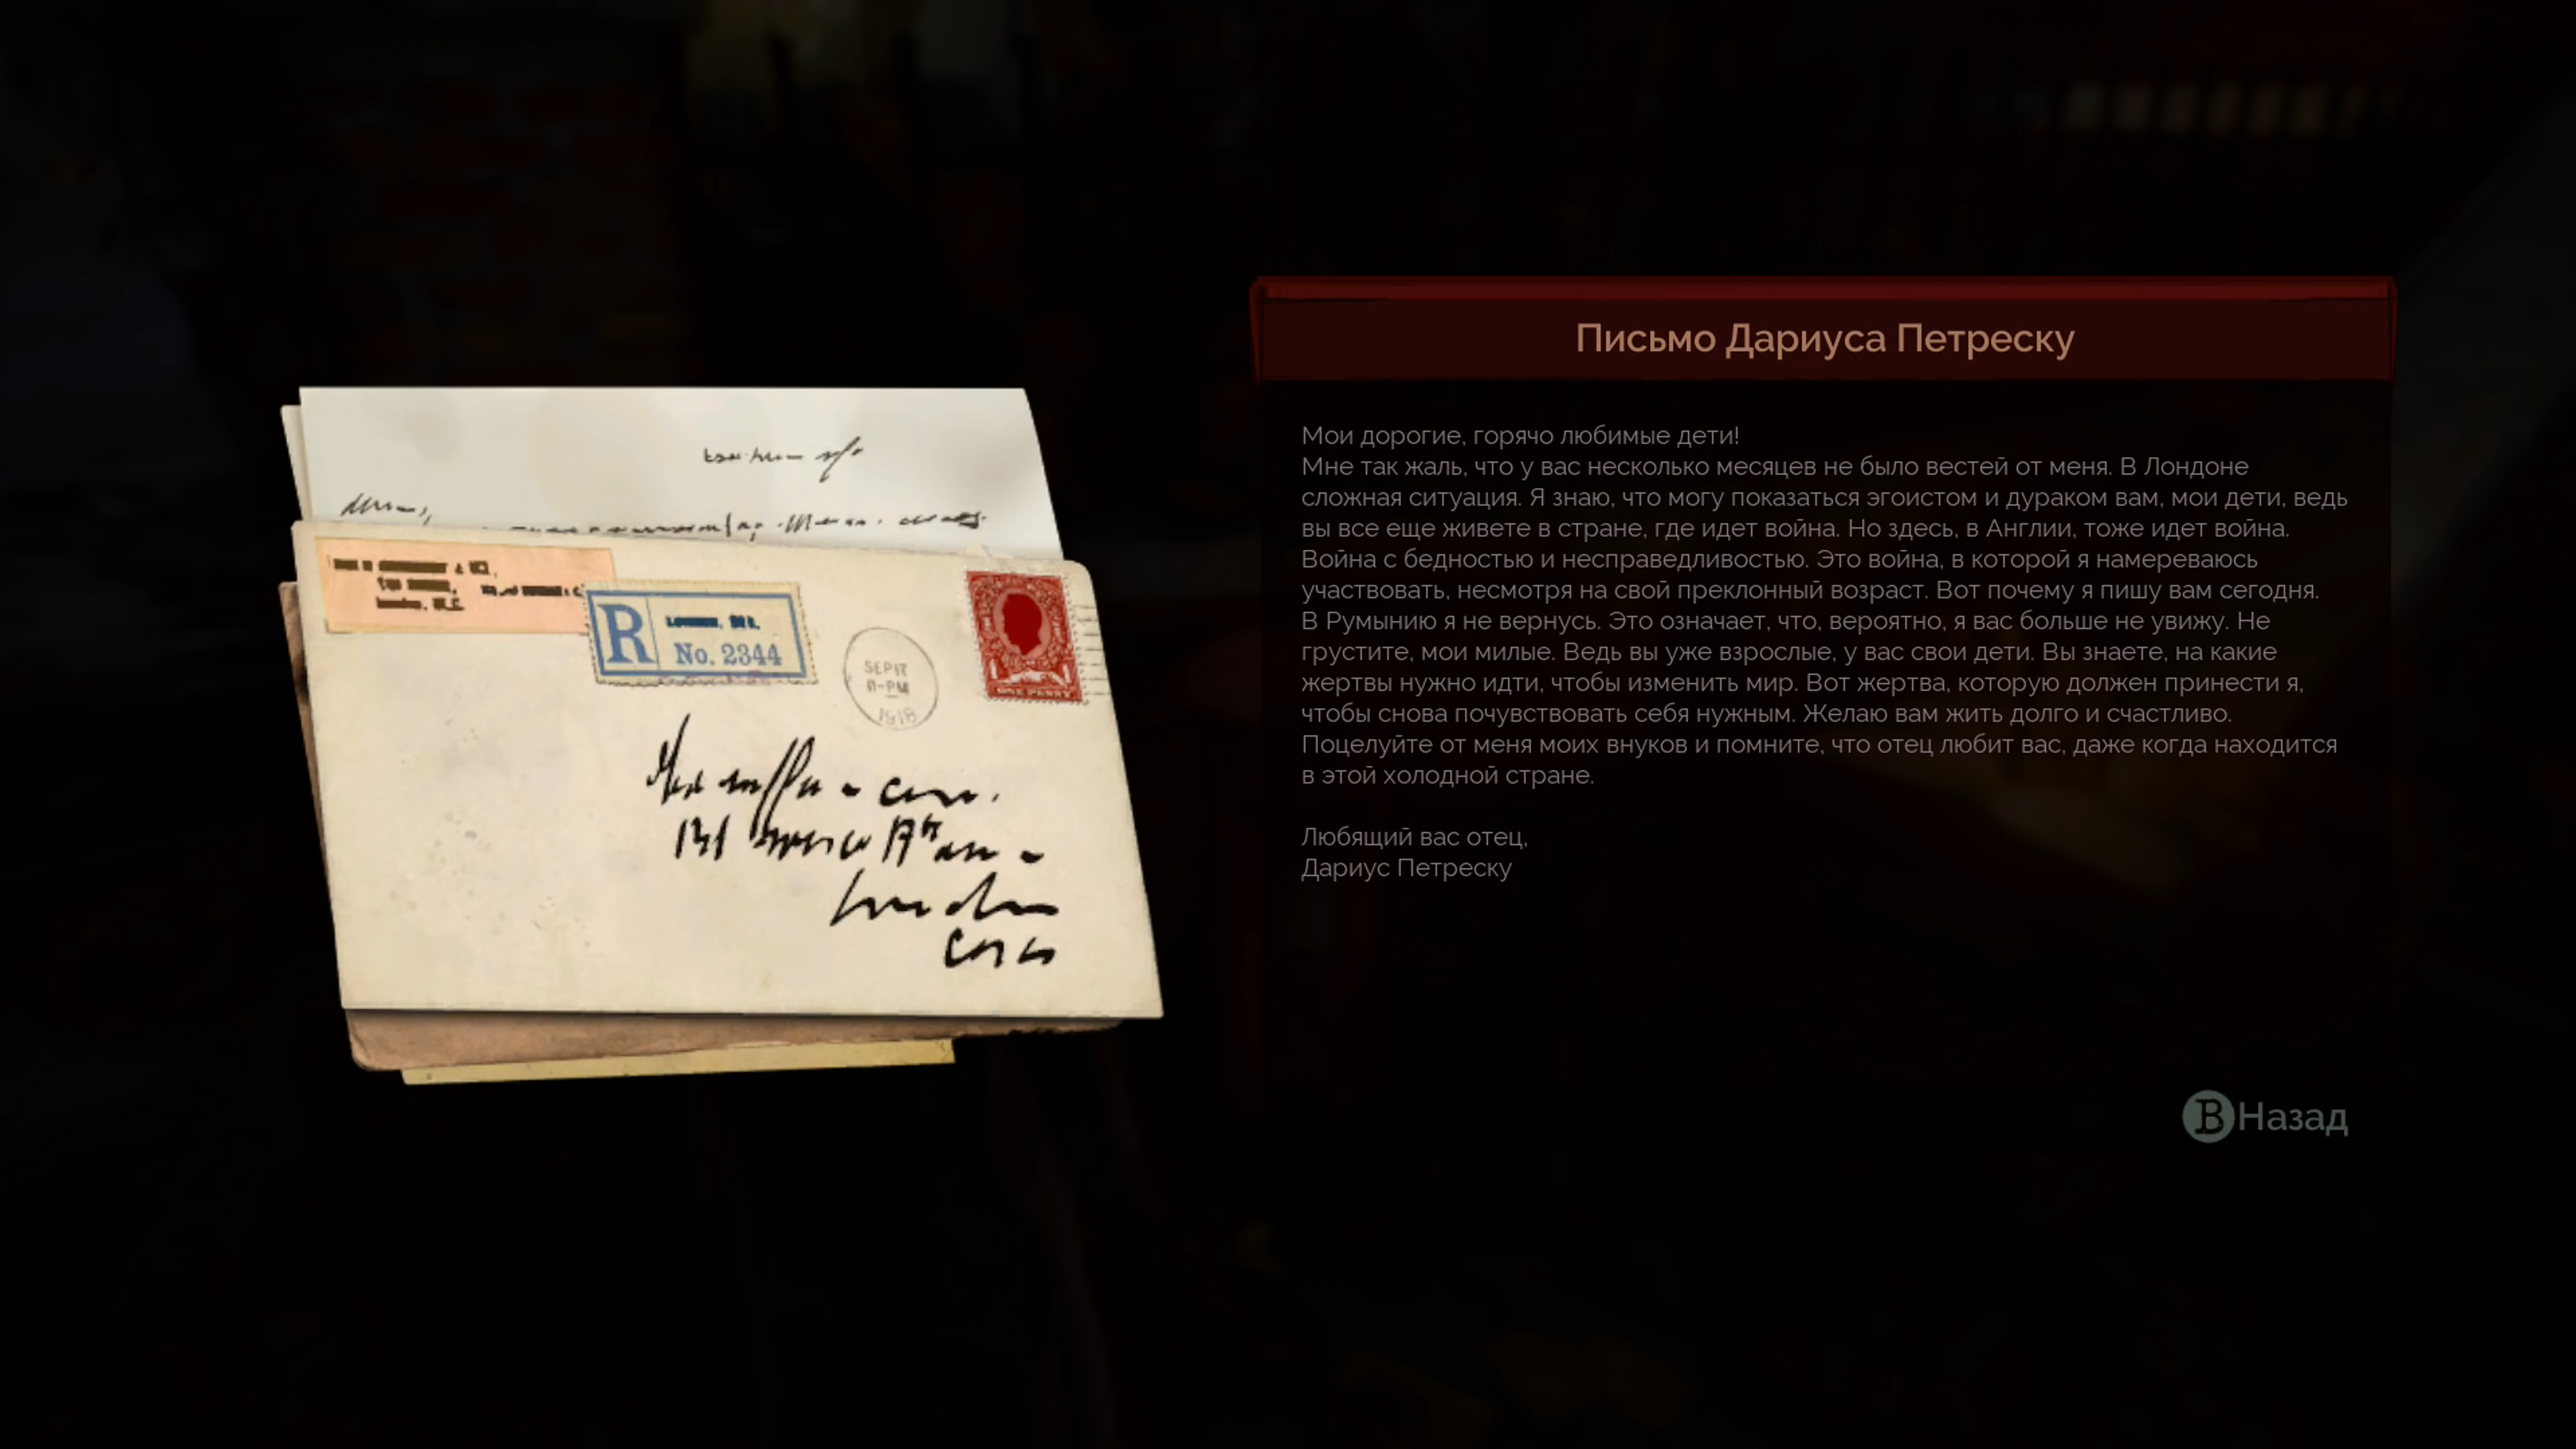 R
No. 2344
1918
ONE PENNY
Письмо Дариуса Петреску
Мои дорогие, горячо любимые дети!
Мне так жаль, что у вас несколько месяцев не было вестей от меня. В Лондоне
сложная ситуация. Я знаю, что могу показаться эгоистом и дураком вам, мои дети, ведь
вы все еще живете в стране, где идет война. Но здесь, в Англии, тоже идет война.
Война с бедностью и несправедливостью. Это война, в которой я намереваюсь
участвовать, несмотря на свой преклонный возраст. Вот почему я пишу вам сегодня.
В Румынию я не вернусь. Это означает, что, вероятно, я вас больше не увижу. Не
грустите, мои милые. Ведь вы уже взрослые, у вас свои дети. Вы знаете, на какие
жертвы нужно идти, чтобы изменить мир. Вот жертва, которую должен принести я,
чтобы снова почувствовать себя нужным. Желаю вам жить долго и счастливо.
Поцелуйте от меня моих внуков и помните, что отец любит вас, даже когда находится
в этой холодной стране.
Любящий вас отец,
Дариус Петреску
B Назад